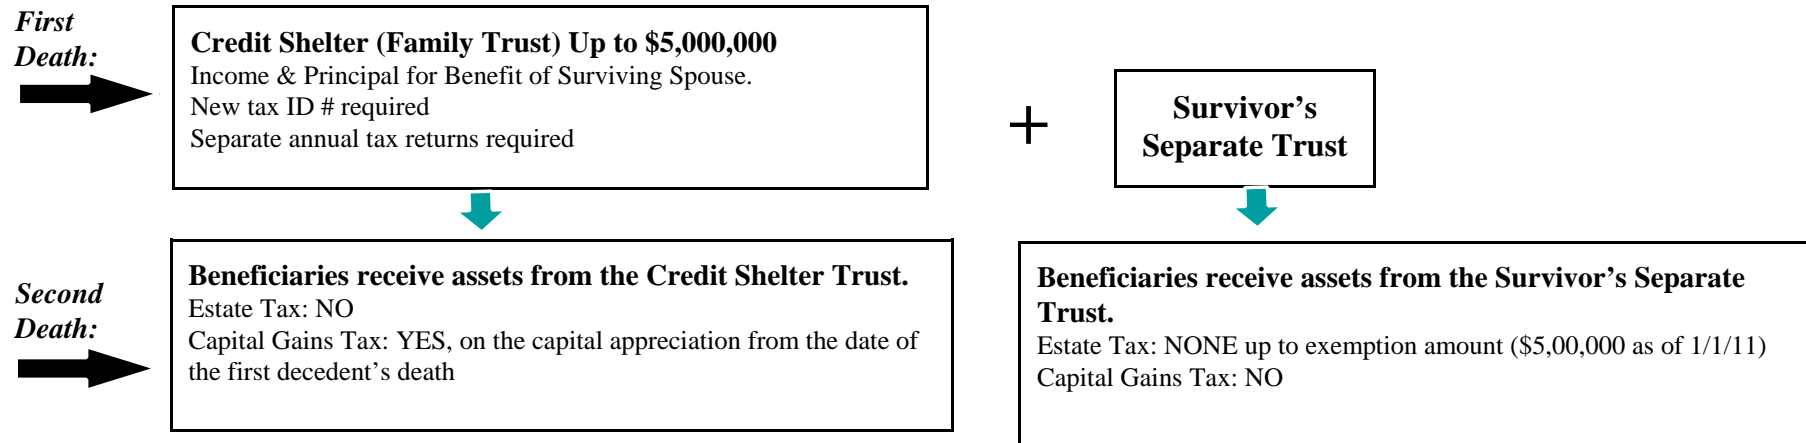 First
Death:
Credit Shelter (Family Trust) Up to $5,000,000
Income & Principal for Benefit of Surviving Spouse.
New tax ID # required
Separate annual tax returns required
+
Survivor’s
Separate Trust
Second
Death:
Beneficiaries receive assets from the Credit Shelter Trust.
Estate Tax: NO
Capital Gains Tax: YES, on the capital appreciation from the date of
the first decedent’s death
Beneficiaries receive assets from the Survivor’s Separate
Trust.
Estate Tax: NONE up to exemption amount ($5,00,000 as of 1/1/11)
Capital Gains Tax: NO